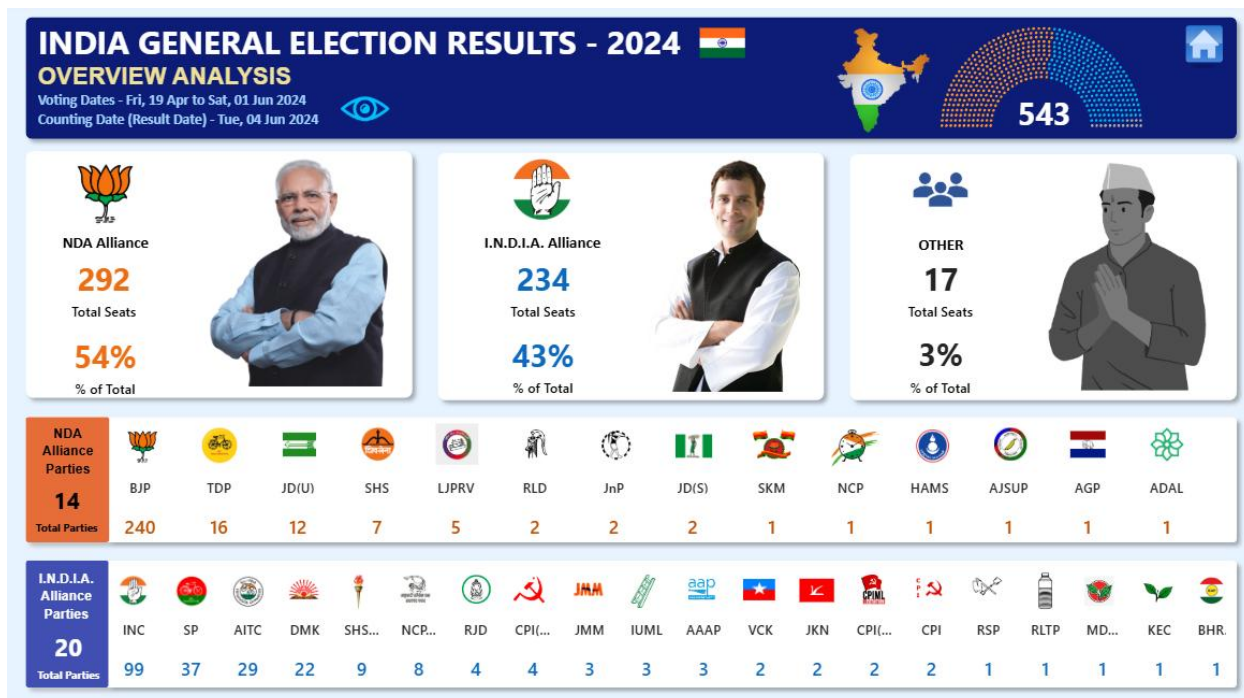 INDIA GENERAL ELECTION RESULTS - 2024
OVERVIEW ANALYSIS
Voting Dates - Fri, 19 Apr to Sat, 01 Jun 2024
Counting Date (Result Date) - Tue, 04 Jun 2024
543
NDA Alliance
292
Total Seats
54%
% of Total
I.N.D.I.A. Alliance
234
Total Seats
43%
% of Total
OTHER
17
Total Seats
3%
% of Total
NDA
Alliance
Parties
14
Total Parties
BJP TDP JD(U) SHS LJPRV RLD JnP JD(S) SKM NCP HAMS AJSUP AGP ADAL
240 16 12 7 5 2 2 2 1 1 1 1 1 1
I.N.D.I.A.
Alliance
Parties
20
Total Parties
JMM aap CPIML
INC SP AITC DMK SHS... NCP... RJD CPI(... JMM IUML AAAP VCK JKN CPI(... CPI RSP RLTP MD... KEC BHR.
99 37 29 22 9 8 4 4 3 3 3 2 2 2 2 1 1 1 1 1